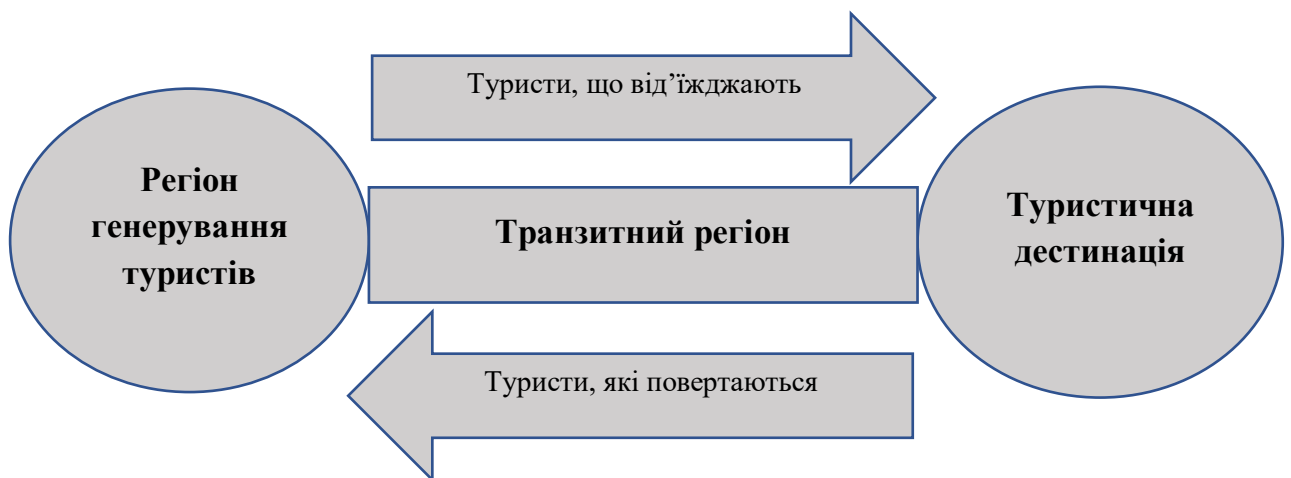 Туристи, що від’їжджають
Регіон
генерування
туристів
Транзитний регіон
Туристична
дестинація
Туристи, які повертаються